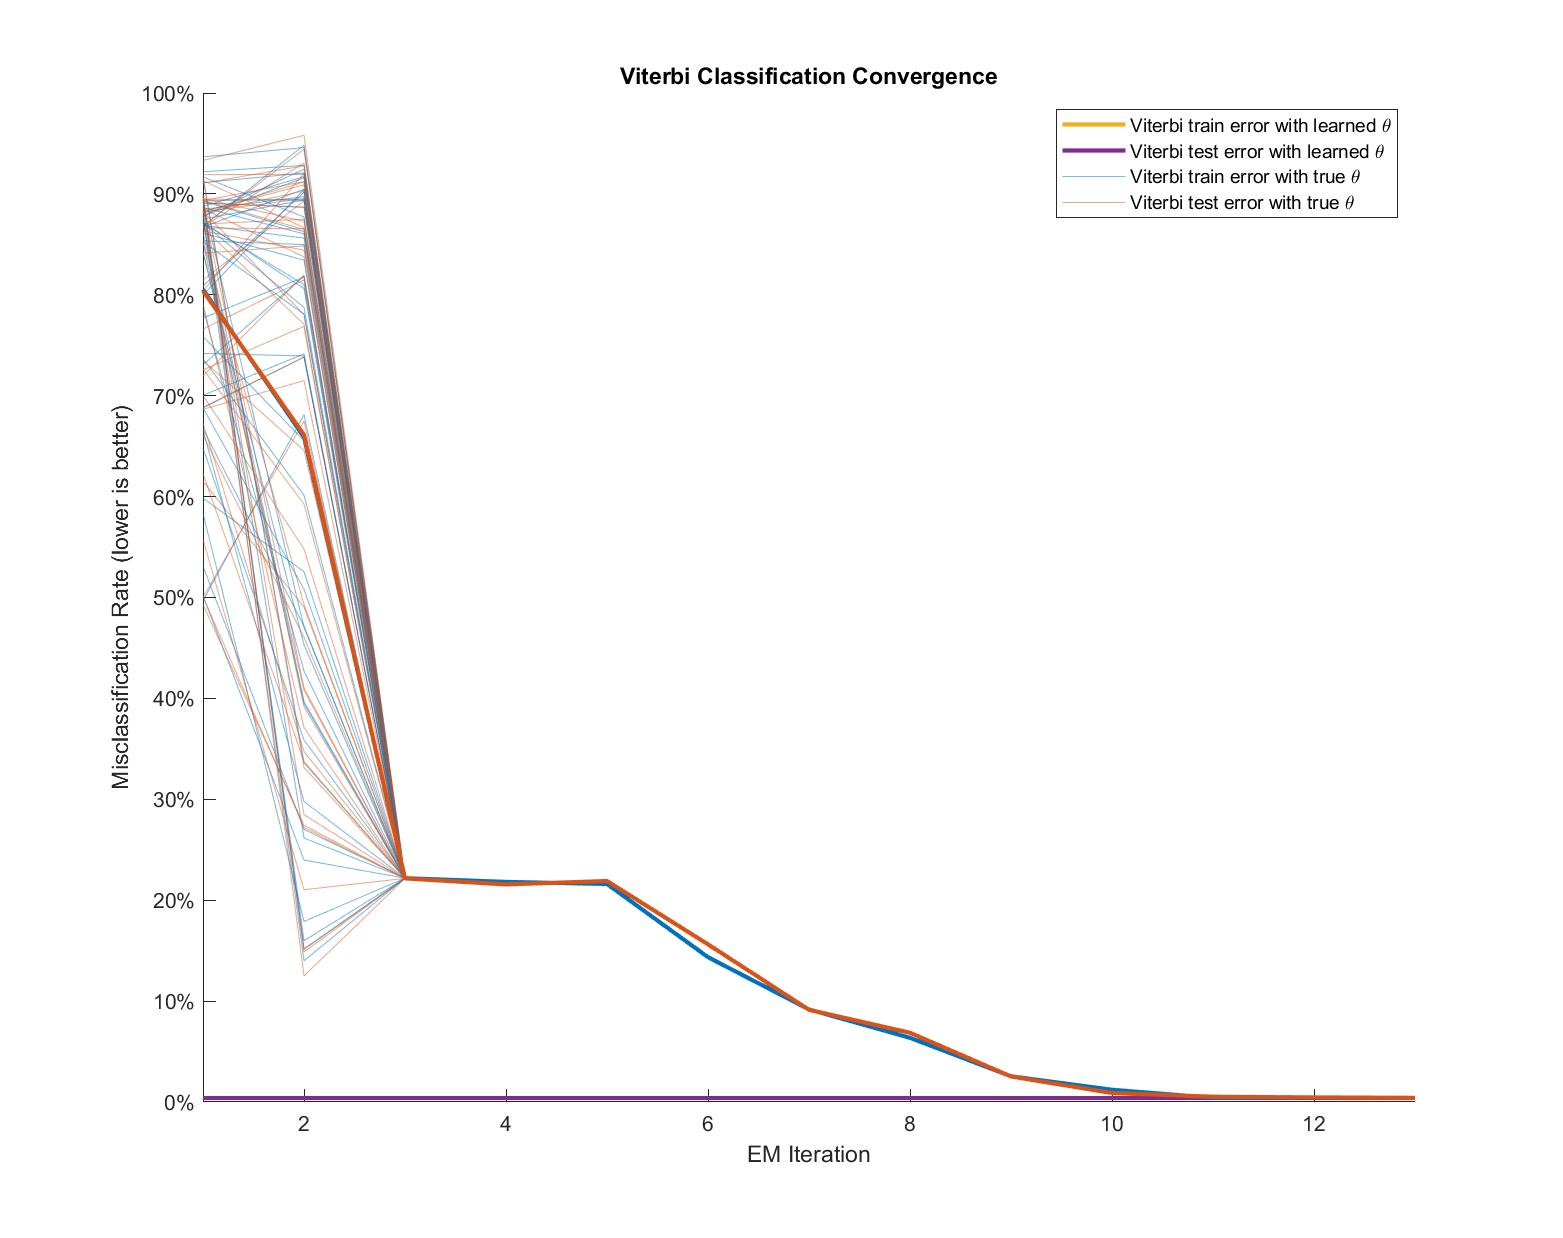 Viterbi Classification Convergence
Viterbi train error with learned θ
Viterbi test error with learned θ
Viterbi train error with true θ
Viterbi test error with true θ
Misclassification Rate (lower is better)
100%
90%
80%
70%
60%
50%
40%
30%
20%
10%
0%
2 4 6 8 10 12
EM Iteration